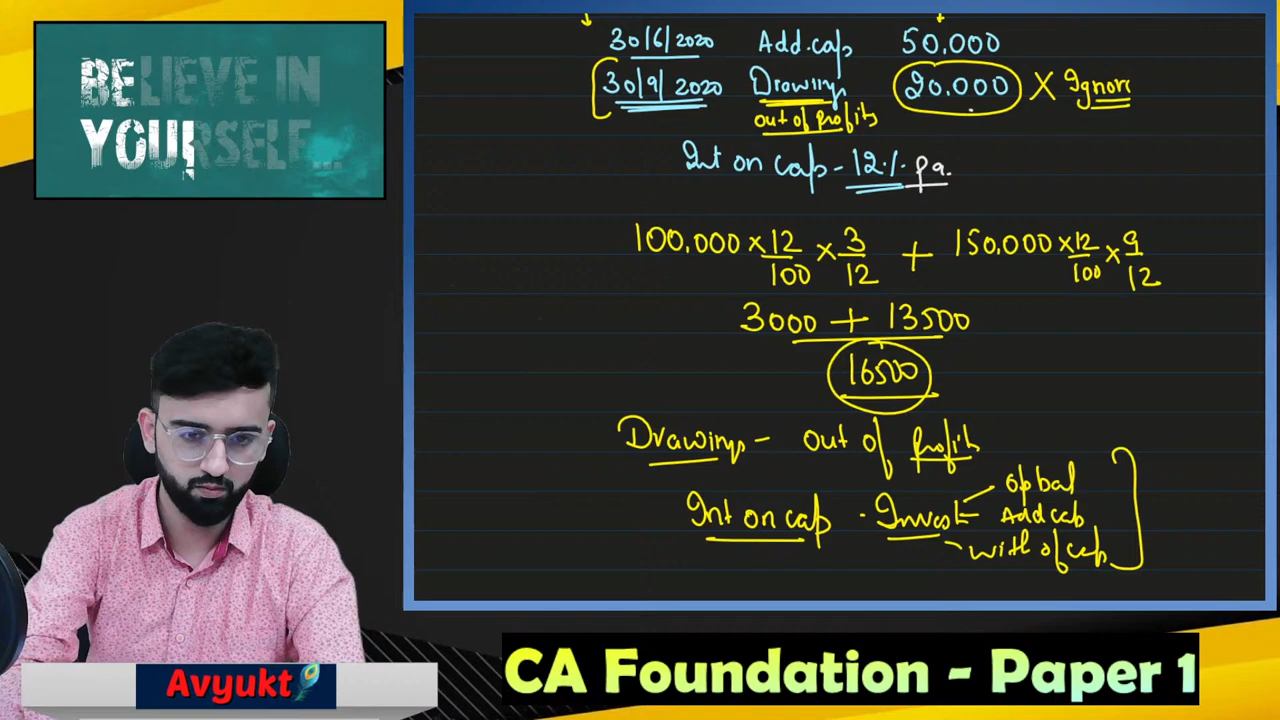 BELIEVE IN
YOURSELF...
30/6/2020 Add.cap 50,000
30/9/2020 Drawings 20,000 X Ignore
out of profits
Int on cap - 12% pa.
100,000 × 12/100 × 3/12 + 150,000 × 12/100 × 9/12
3000 + 13500
16500
Drawings - out of profits
Int on cap - Invest - op bal
Add cap
with of cap
Avyukt
CA Foundation - Paper 1